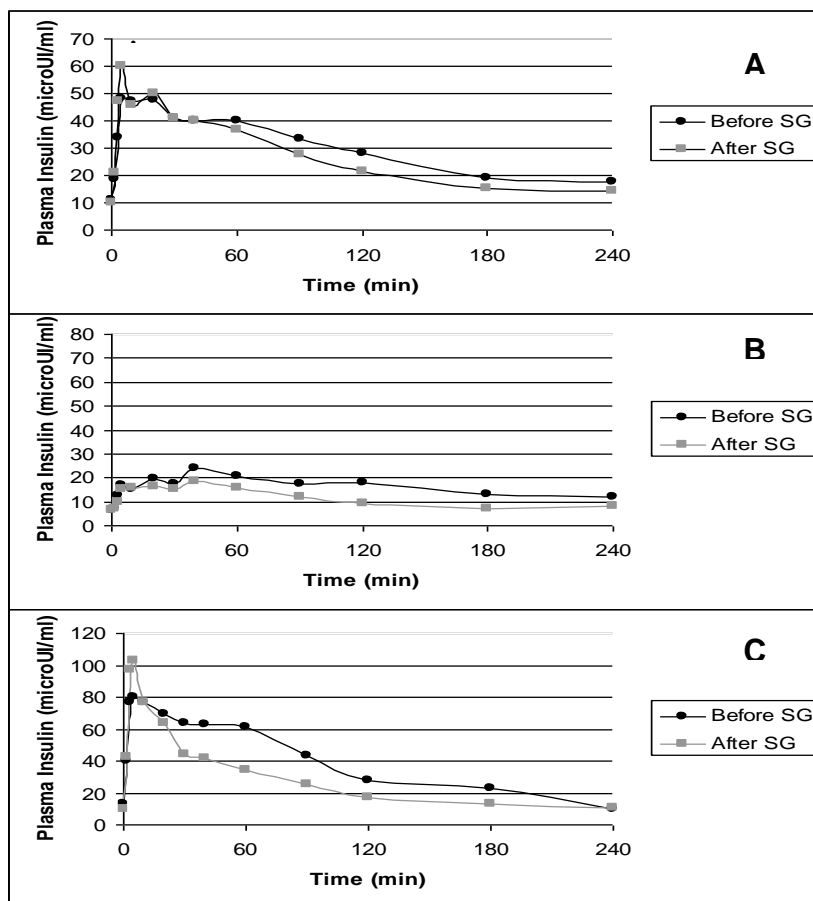 A
Plasma Insulin (microUI/ml)
70
60
50
40
30
20
10
0
0 60 120 180 240
Time (min)
Before SG
After SG
B
Plasma Insulin (microUI/ml)
80
70
60
50
40
30
20
10
0
0 60 120 180 240
Time (min)
Before SG
After SG
C
Plasma Insulin (microUI/ml)
120
100
80
60
40
20
0
0 60 120 180 240
Time (min)
Before SG
After SG